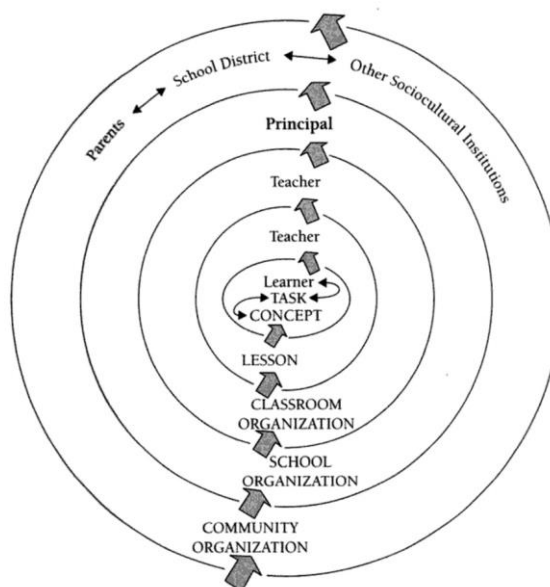 School District
Other Sociocultural Institutions
Parents
Principal
Teacher
Teacher
Learner
TASK
CONCEPT
LESSON
CLASSROOM
ORGANIZATION
SCHOOL
ORGANIZATION
COMMUNITY
ORGANIZATION